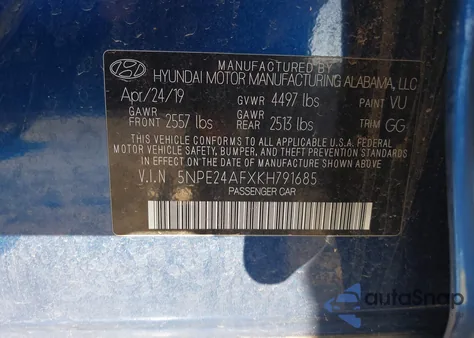 MANUFACTURED BY
HYUNDAI MOTOR MANUFACTURING ALABAMA, LLC
Apr/24/19 GVWR 4497 lbs PAINT VU
GAWR FRONT 2557 lbs GAWR REAR 2513 lbs TRIM GG
THIS VEHICLE CONFORMS TO ALL APPLICABLE U.S. FEDERAL
MOTOR VEHICLE SAFETY, BUMPER, AND THEFT PREVENTION
STANDARDS IN EFFECT ON THE DATE OF MANUFACTURE SHOWN ABOVE.
V.I.N 5NPE24AFXKH791685
PASSENGER CAR
autoSnap